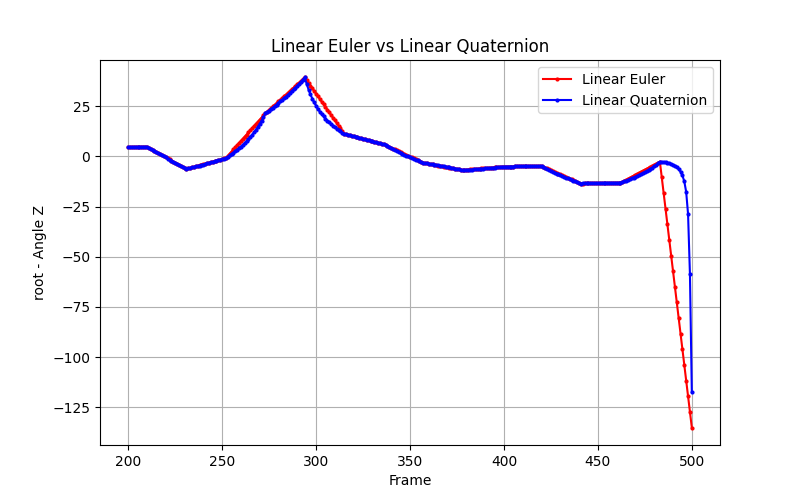 Linear Euler vs Linear Quaternion
Linear Euler
Linear Quaternion
root - Angle Z
25
0
−25
−50
−75
−100
−125
200 250 300 350 400 450 500
Frame